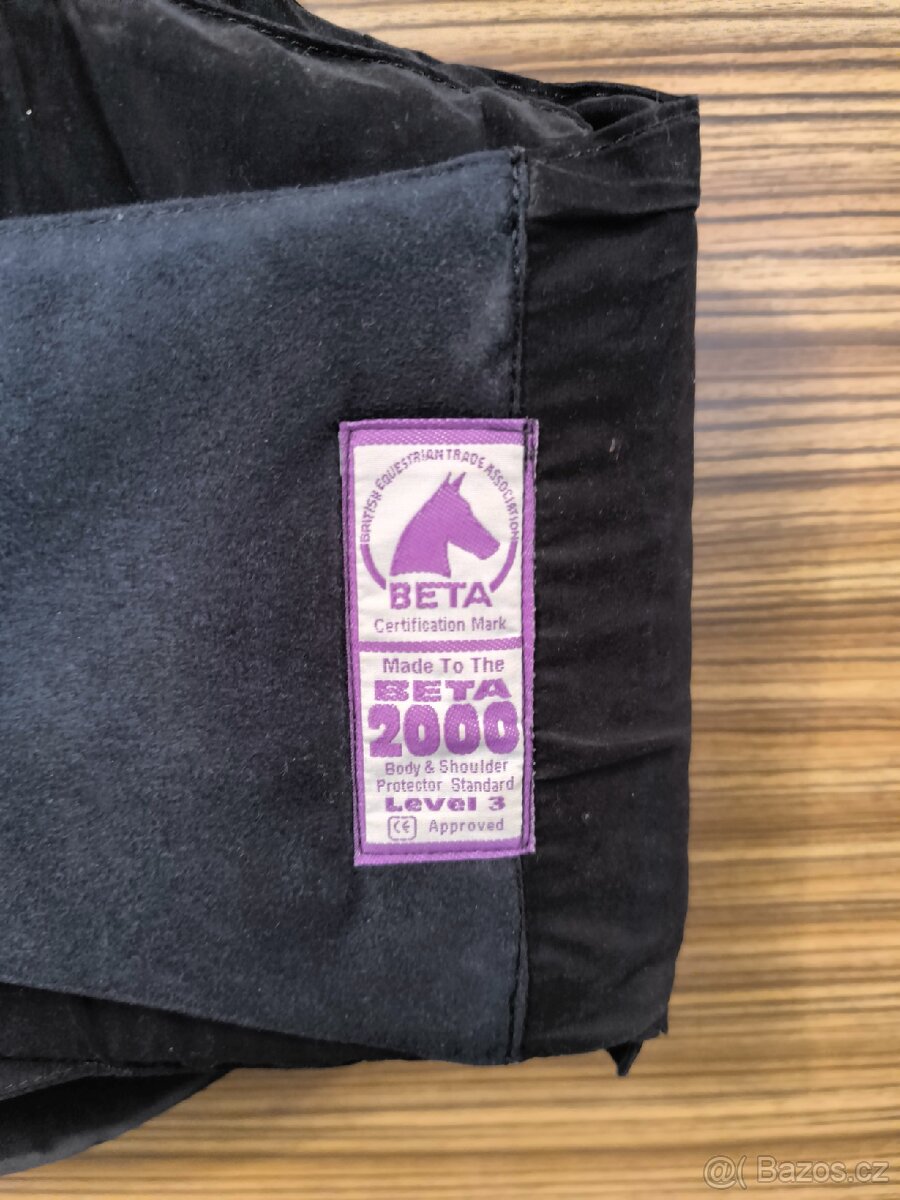 BRITISH EQUESTRIAN TRADE ASSOCIATION
BETA
Certification Mark
Made To The
BETA
2000
Body & Shoulder
Protector Standard
Level 3
CE Approved
@( Bazos.cz